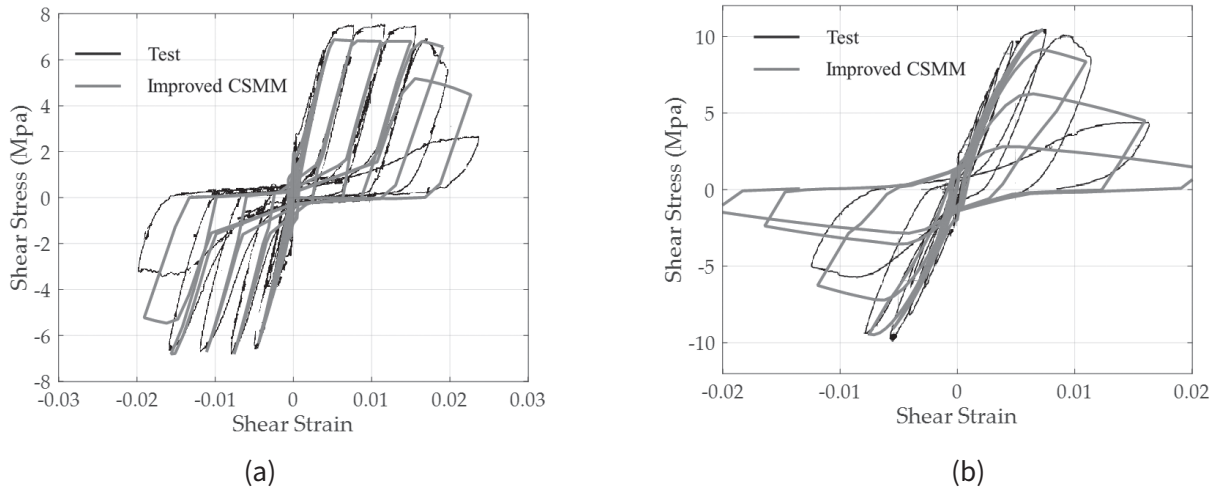 8
6
4
2
0
-2
-4
-6
-8
Shear Stress (Mpa)
Test
Improved CSMM
-0.03 -0.02 -0.01 0 0.01 0.02 0.03
Shear Strain
(a)
10
5
0
-5
-10
Shear Stress (Mpa)
Test
Improved CSMM
-0.02 -0.01 0 0.01 0.02
Shear Strain
(b)